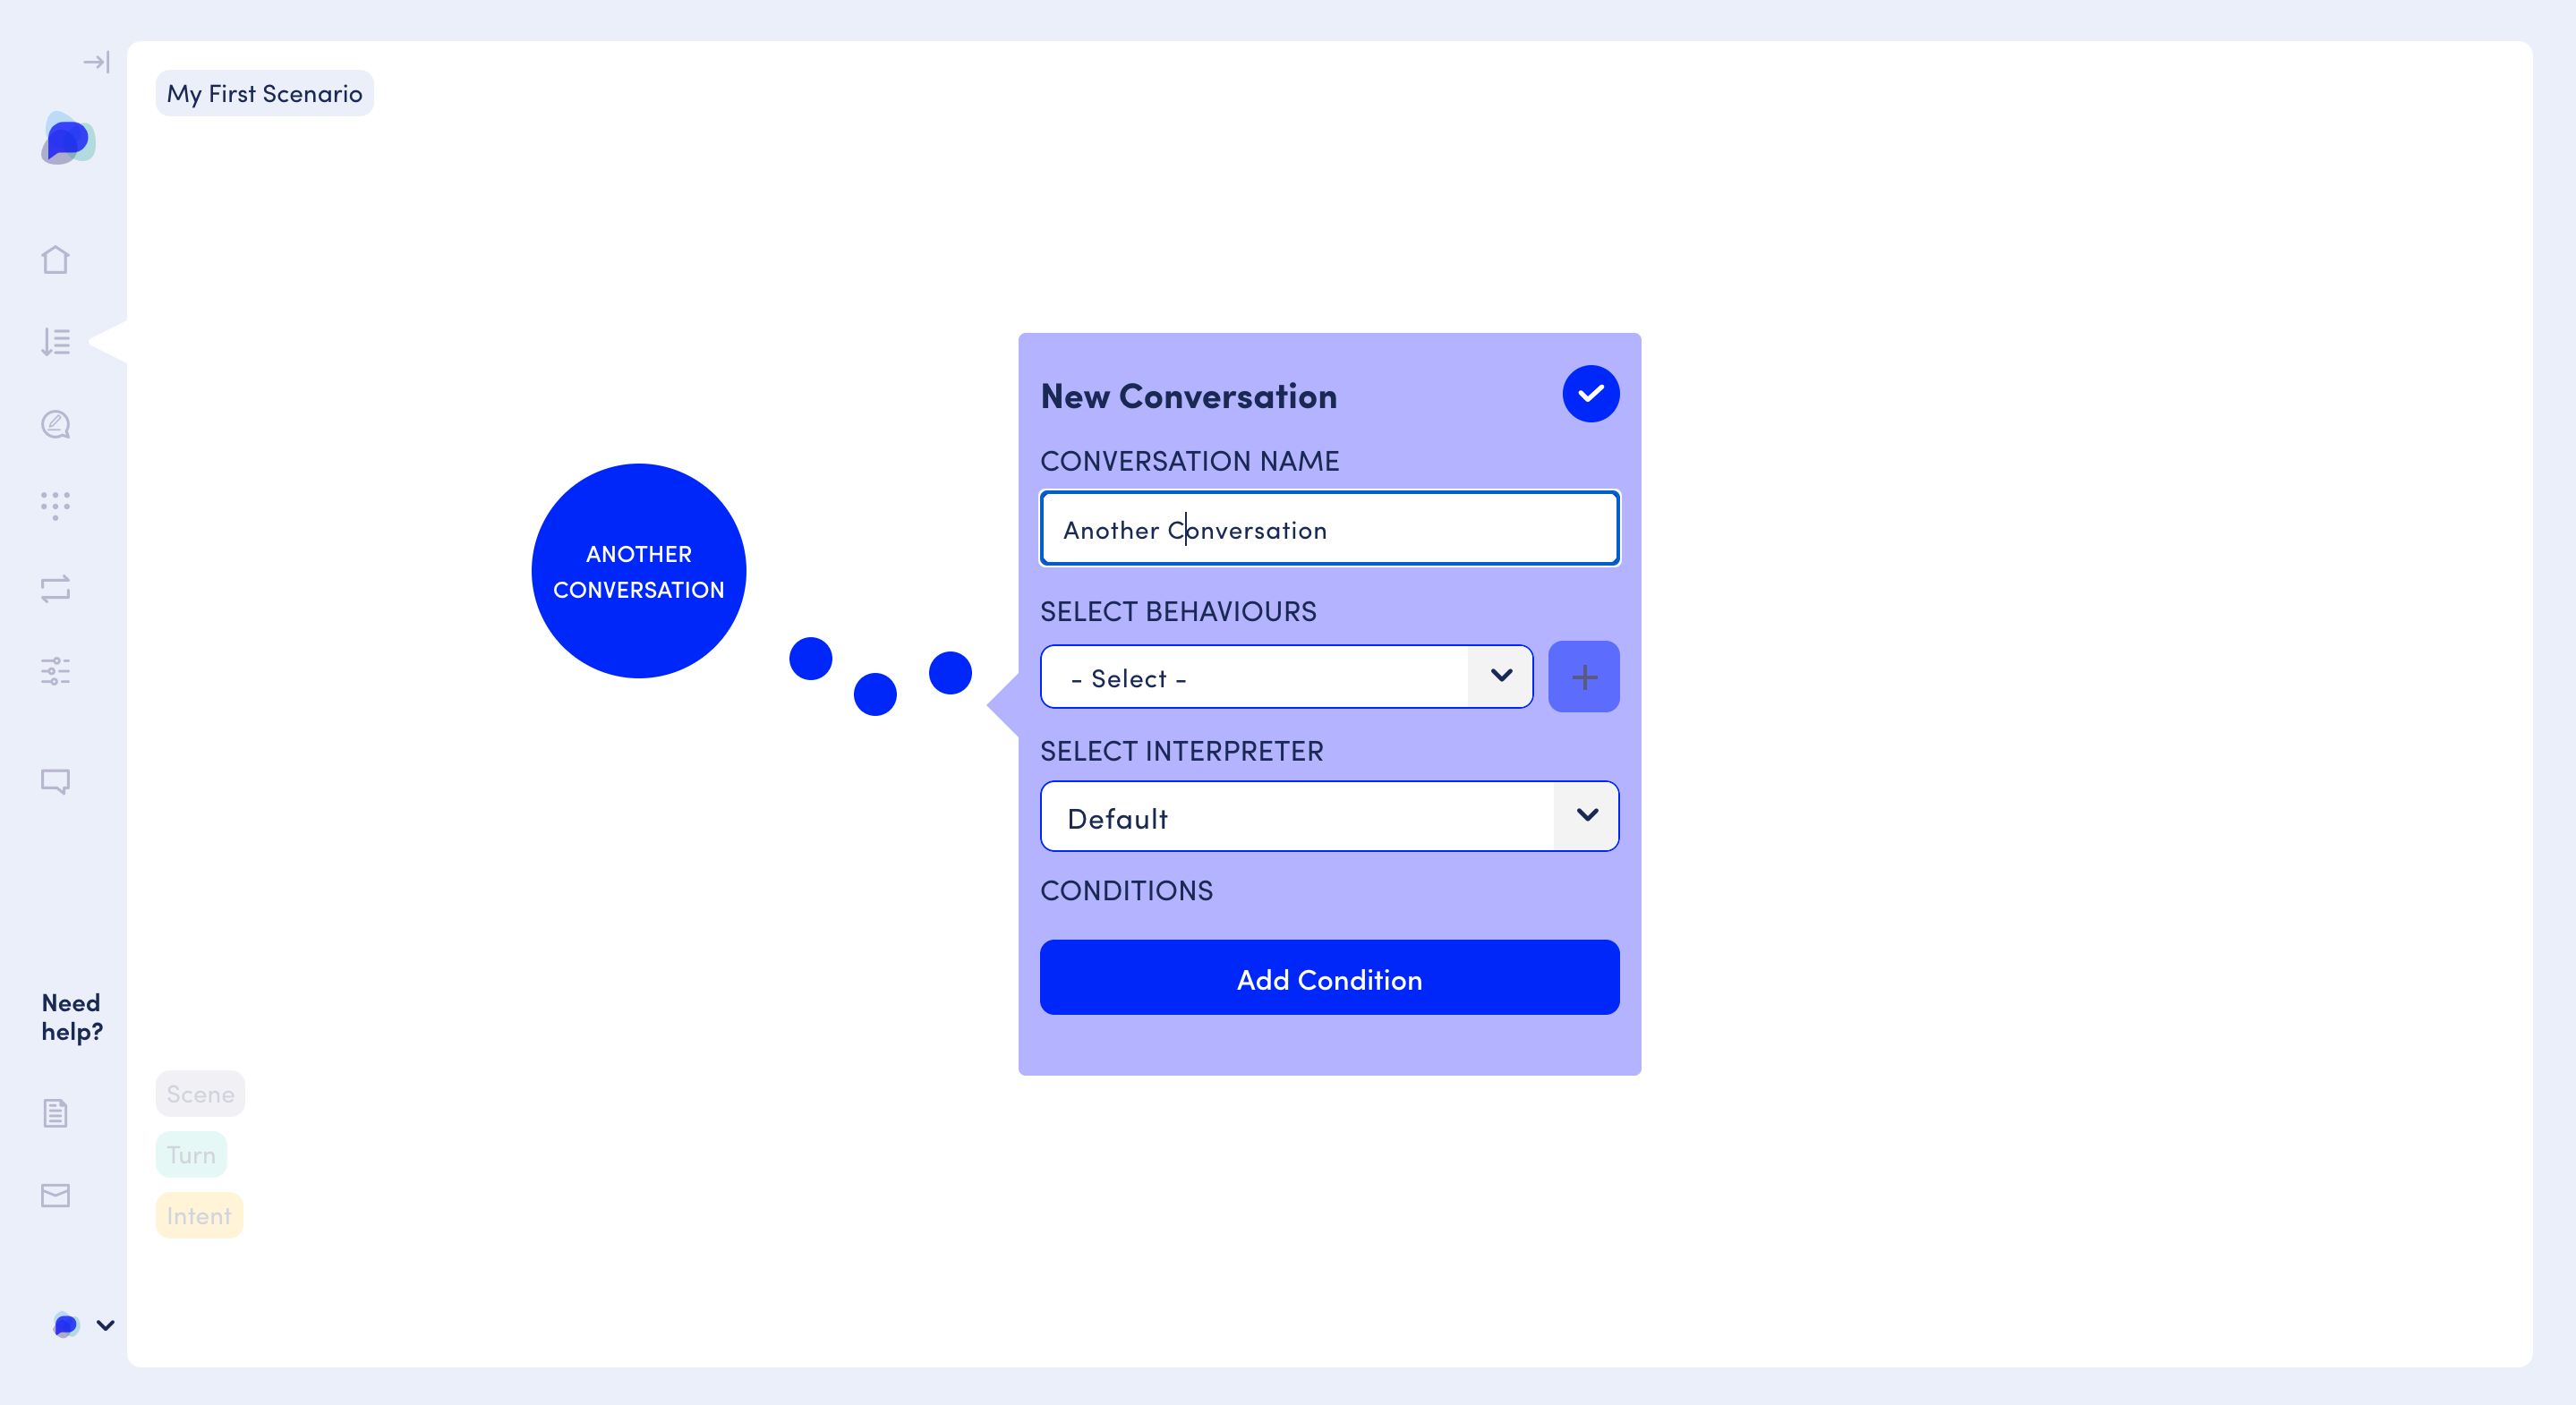 My First Scenario
New Conversation
CONVERSATION NAME
Another Conversation
ANOTHER
CONVERSATION
SELECT BEHAVIOURS
- Select -
SELECT INTERPRETER
Default
CONDITIONS
Add Condition
Need
help?
Scene
Turn
Intent